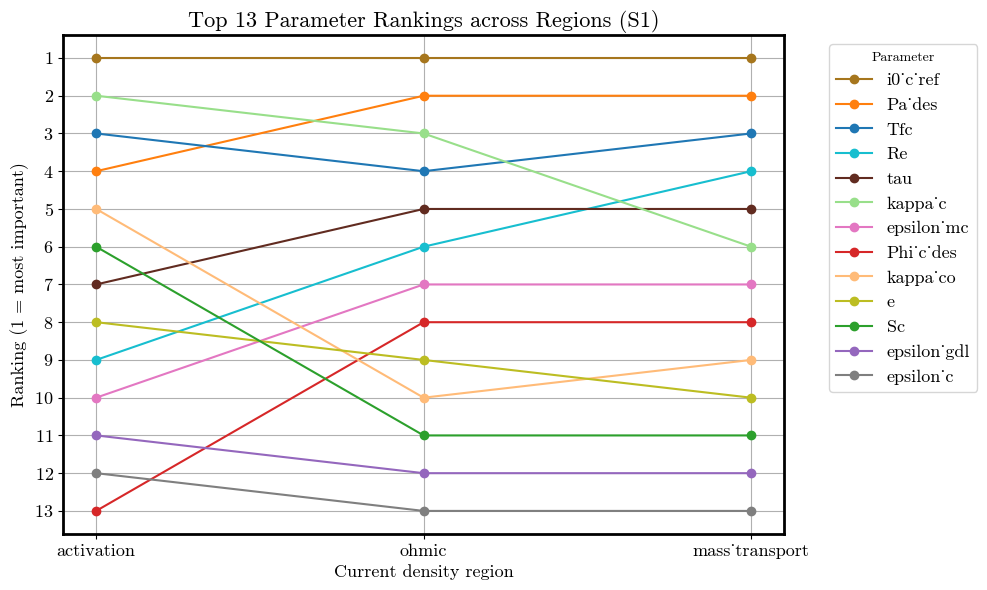 Top 13 Parameter Rankings across Regions (S1)
Ranking (1 = most important)
1
2
3
4
5
6
7
8
9
10
11
12
13
activation
ohmic
mass˙transport
Current density region
Parameter
i0˙c˙ref
Pa˙des
Tfc
Re
tau
kappa˙c
epsilon˙mc
Phi˙c˙des
kappa˙co
e
Sc
epsilon˙gdl
epsilon˙c